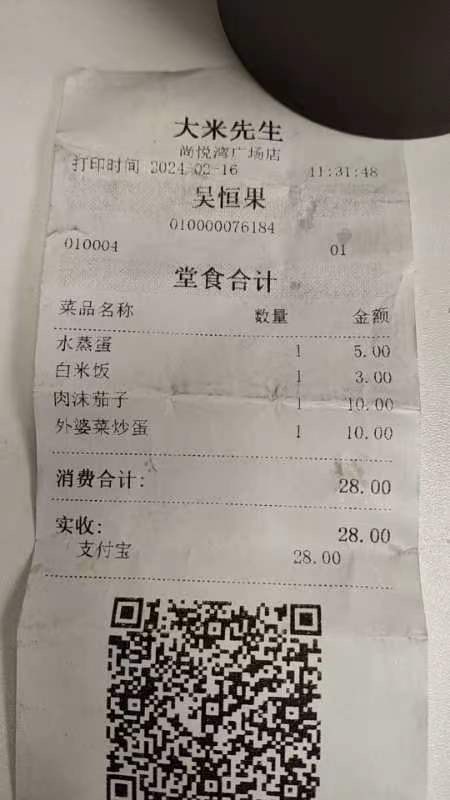 大米先生
尚悦湾广场店
打印时间 2024-02-16 11:31:48
吴恒果
010000076184
010004 01
堂食合计
菜品名称 数量 金额
水蒸蛋 1 5.00
白米饭 1 3.00
肉沫茄子 1 10.00
外婆菜炒蛋 1 10.00
消费合计: 28.00
实收: 28.00
支付宝 28.00